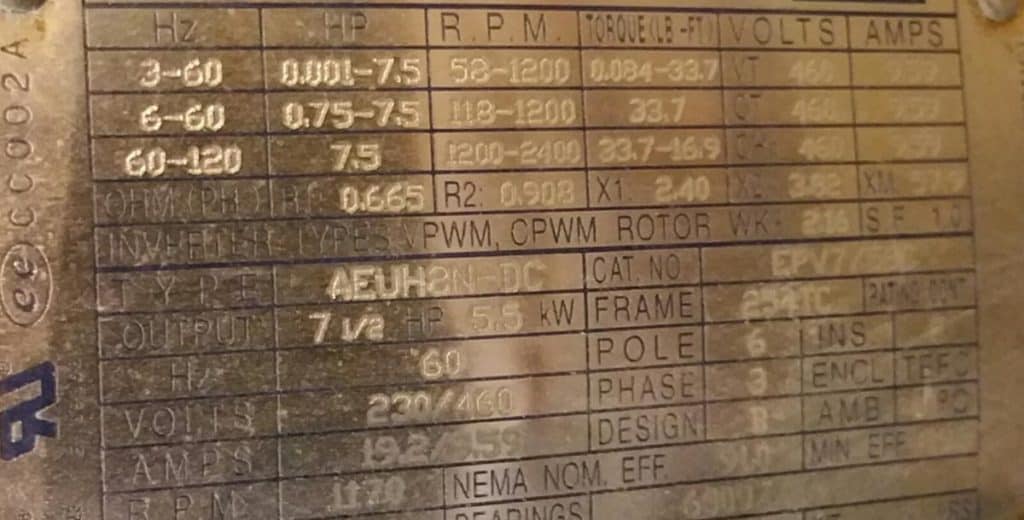 Hz HP R.P.M. TORQUE(LB-FT) VOLTS AMPS
3-60 0.001-7.5 58-1200 0.084-33.7 VT 460
6-60 0.75-7.5 118-1200 33.7 CT 460
60-120 7.5 1200-2400 33.7-16.9 460
OHM (PH) R1: 0.665 R2: 0.903 X1: 2.40 X2: 3.82 XM:
INVERTER TYPES VPWM, CPWM ROTOR WK² S.F. 1.0
TYPE AEUH8N-DC CAT. NO.
OUTPUT 7 1/2 HP 5.5 kW FRAME 254TC RATING CONT
Hz 60 POLE 6 INS
VOLTS 230/460 PHASE 3 ENCL TEFC
AMPS 19.2/9.59 DESIGN B AMB
R.P.M. 1170 NEMA NOM. EFF. MIN EFF
BEARINGS
CC002A